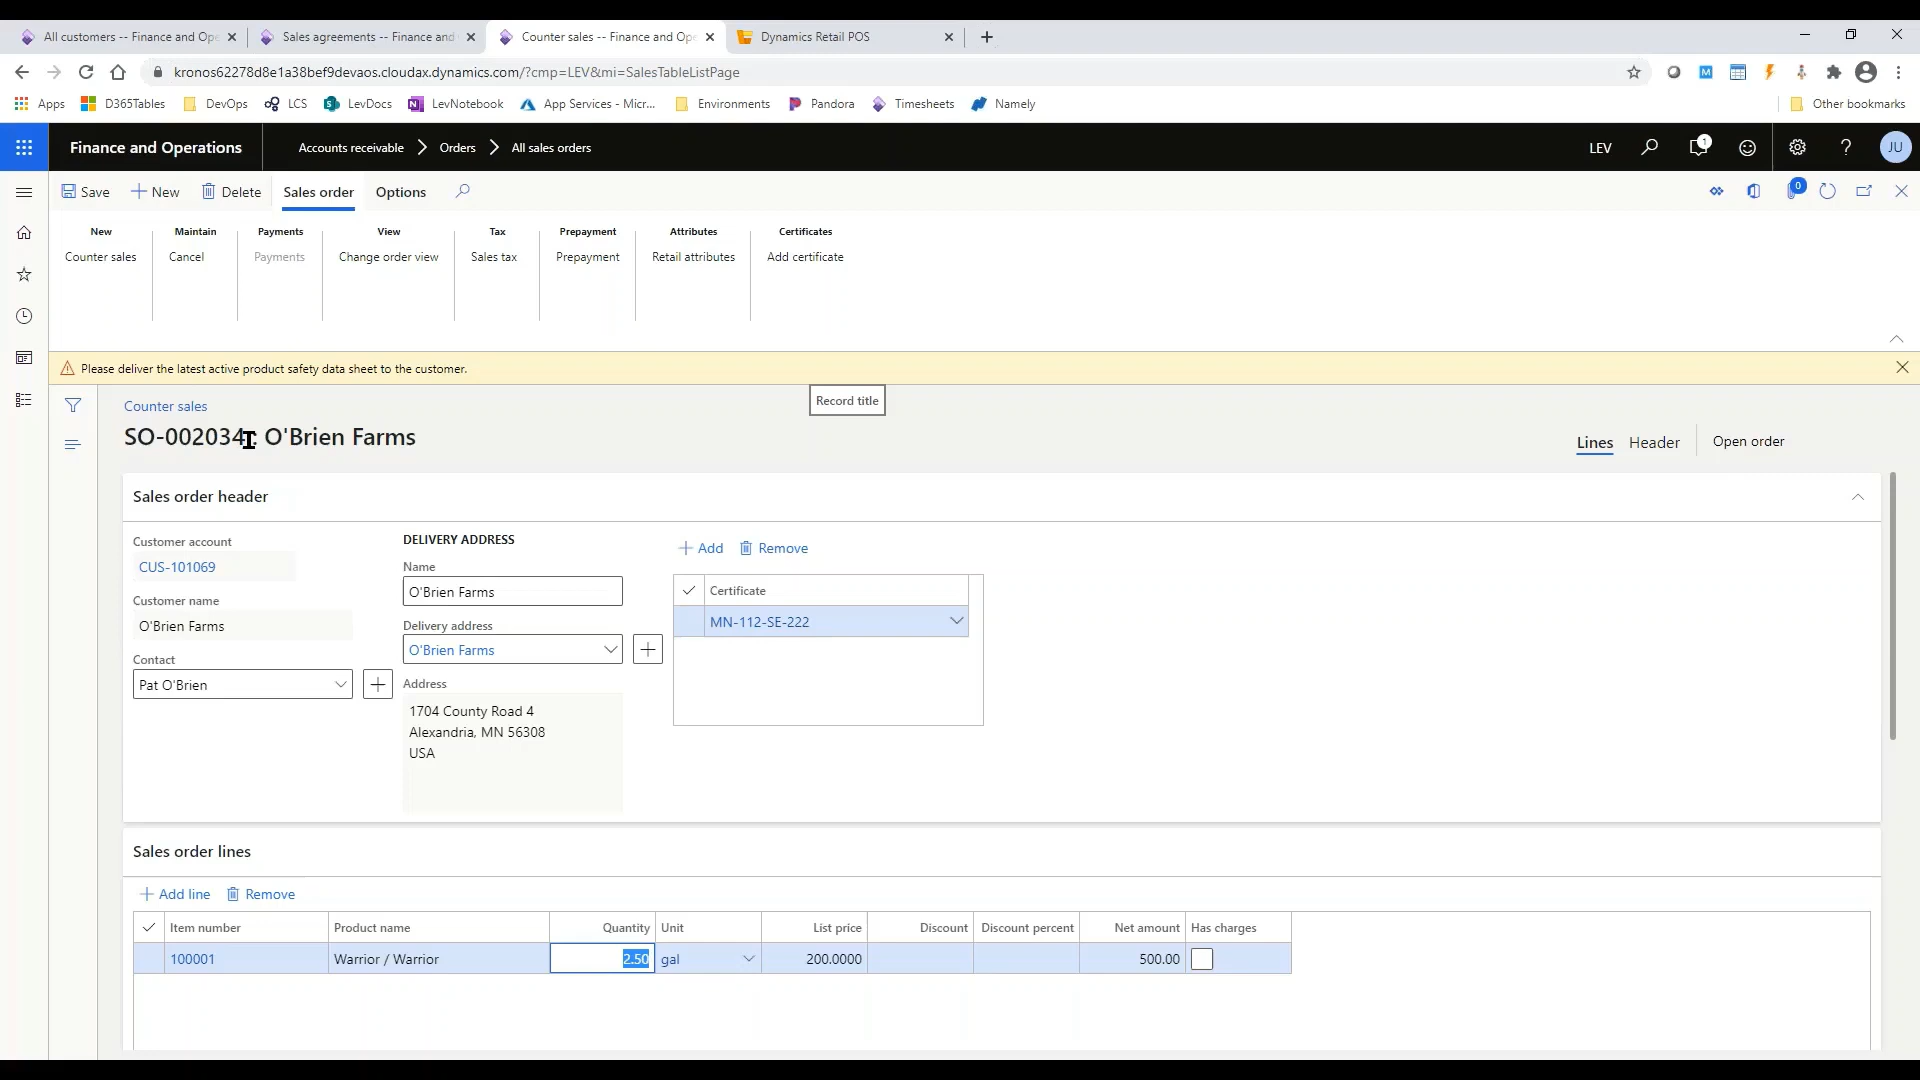 All customers -- Finance and Ope
Sales agreements -- Finance and
Counter sales -- Finance and Ope
Dynamics Retail POS
kronos62278d8e1a38bef9devaos.cloudax.dynamics.com/?cmp=LEV&mi=SalesTableListPage
Apps D365Tables DevOps LCS LevDocs LevNotebook App Services - Micr... Environments Pandora Timesheets Namely Other bookmarks
Finance and Operations Accounts receivable Orders All sales orders LEV 1 ? JU
Save New Delete Sales order Options 0
New Maintain Payments View Tax Prepayment Attributes Certificates
Counter sales Cancel Payments Change order view Sales tax Prepayment Retail attributes Add certificate
Please deliver the latest active product safety data sheet to the customer.
Record title
Counter sales
SO-002034 : O'Brien Farms
Lines Header Open order
Sales order header
Customer account
CUS-101069
Customer name
O'Brien Farms
Contact
Pat O'Brien
DELIVERY ADDRESS
Name
O'Brien Farms
Delivery address
O'Brien Farms
Address
1704 County Road 4
Alexandria, MN 56308
USA
Add Remove
Certificate
MN-112-SE-222
Sales order lines
Add line Remove
Item number Product name Quantity Unit List price Discount Discount percent Net amount Has charges
100001 Warrior / Warrior 2.50 gal 200.0000 500.00